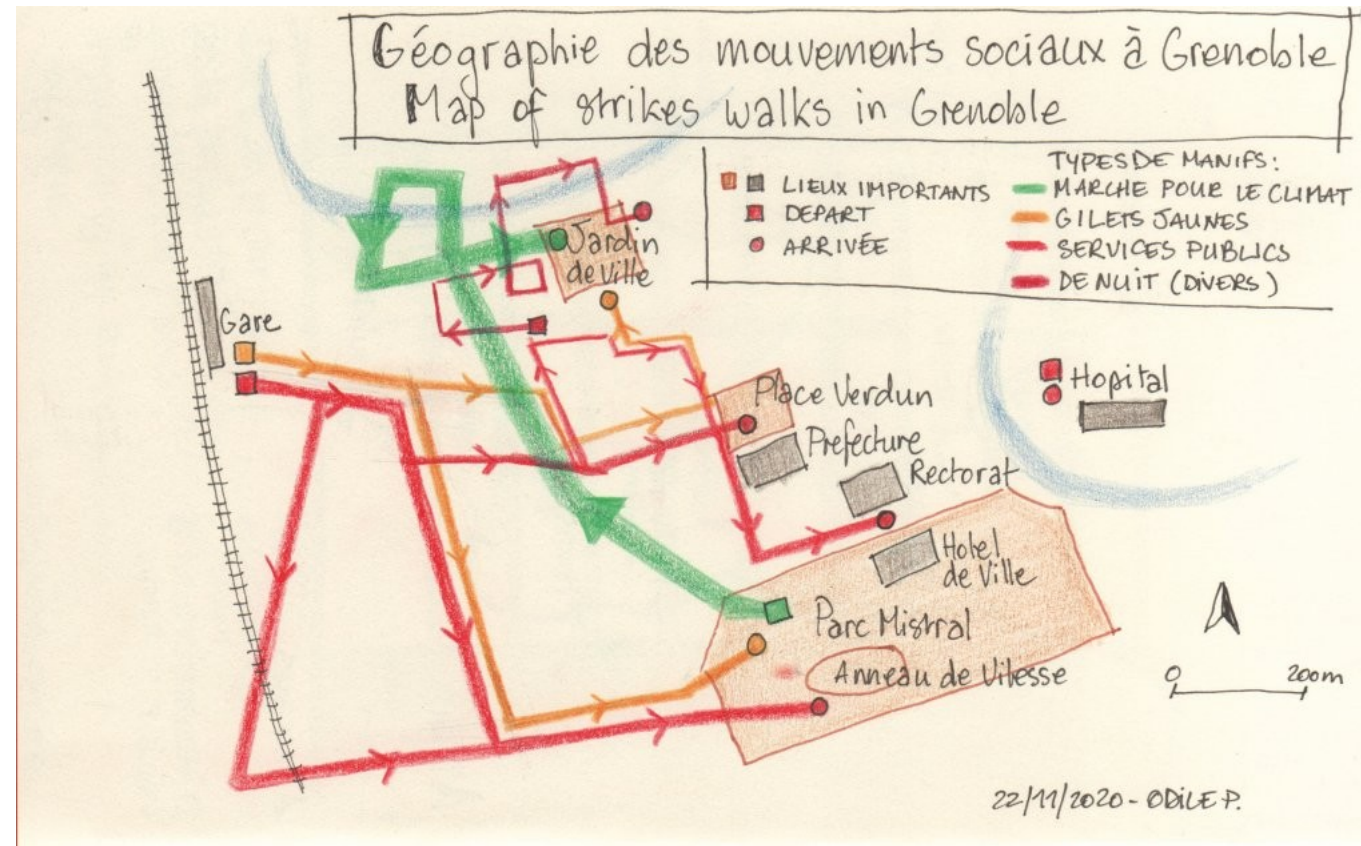 Géographie des mouvements sociaux à Grenoble
Map of strikes walks in Grenoble
LIEUX IMPORTANTS
DEPART
ARRIVÉE
TYPES DE MANIFS:
MARCHE POUR LE CLIMAT
GILETS JAUNES
SERVICES PUBLICS
DE NUIT (DIVERS)
Jardin
de ville
Gare
Hopital
Place Verdun
Prefecture
Rectorat
Hotel
de Ville
Parc Mistral
Anneau de Vitesse
0 200m
22/11/2020 - ODILE P.